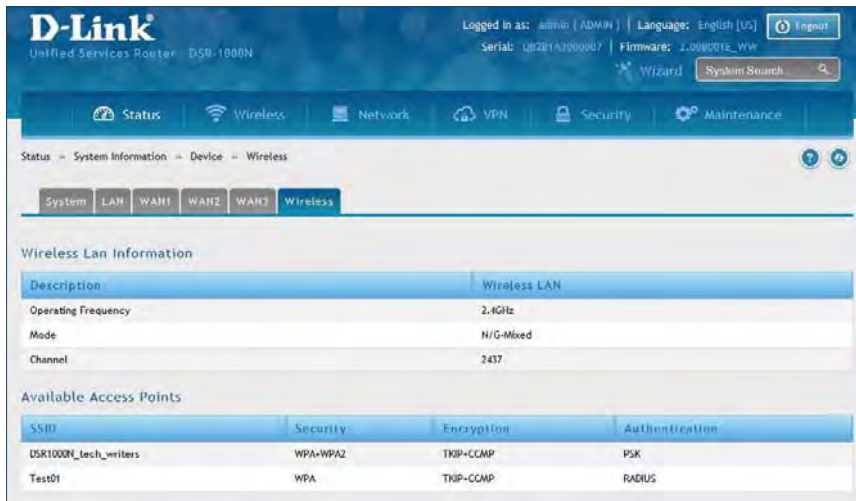 D-Link
Unified Services Router - DSR-1000N
Logged in as: admin ( ADMIN ) | Language: English [US]
Logout
Serial: | Firmware:
Wizard
System Search...
Status
Wireless
Network
VPN
Security
Maintenance
Status » System Information » Device » Wireless
System
LAN
WAN1
WAN2
WAN3
Wireless
Wireless Lan Information
Description Wireless LAN
Operating Frequency 2.4GHz
Mode N/G-Mixed
Channel 2437
Available Access Points
SSID Security Encryption Authentication
DSR1000N_tech_writers WPA+WPA2 TKIP+CCMP PSK
Test01 WPA TKIP+CCMP RADIUS